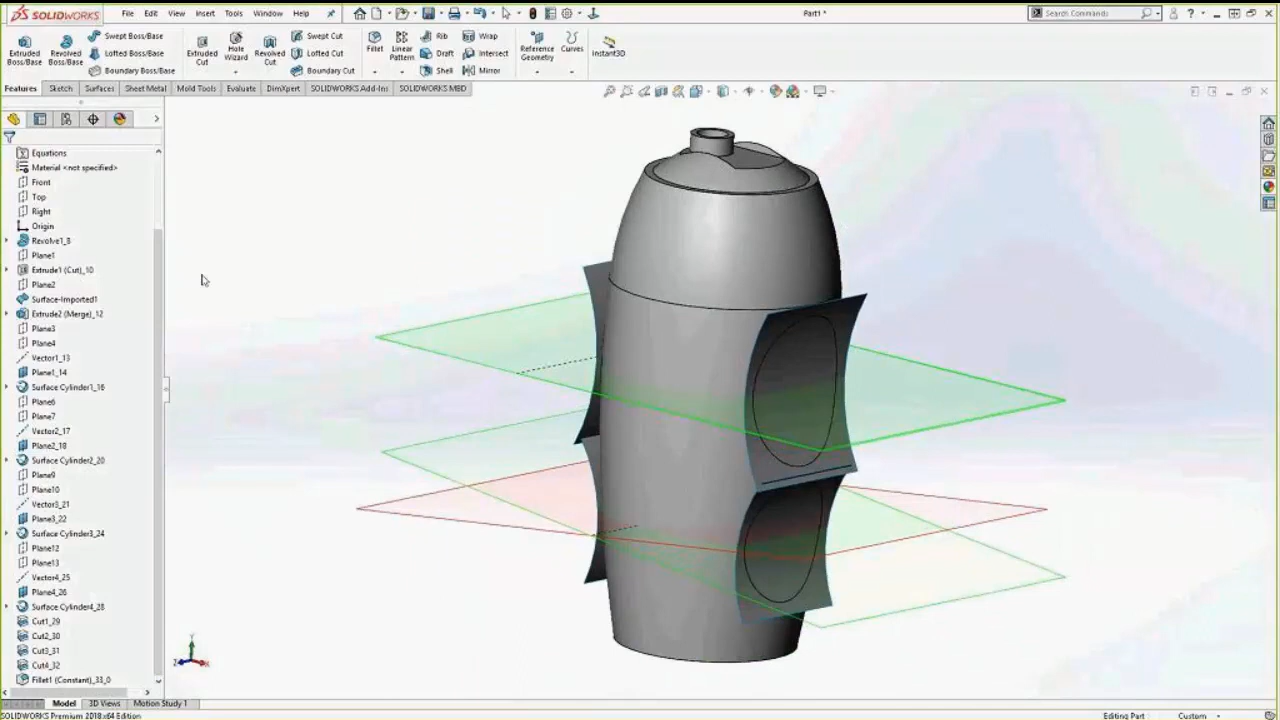 SOLIDWORKS
File Edit View Insert Tools Window Help
Part1 *
Search Commands
Extruded Boss/Base
Revolved Boss/Base
Swept Boss/Base
Lofted Boss/Base
Boundary Boss/Base
Extruded Cut
Hole Wizard
Revolved Cut
Swept Cut
Lofted Cut
Boundary Cut
Fillet
Linear Pattern
Rib
Draft
Shell
Wrap
Intersect
Mirror
Reference Geometry
Curves
Instant3D
Features Sketch Surfaces Sheet Metal Mold Tools Evaluate DimXpert SOLIDWORKS Add-Ins SOLIDWORKS MBD
Equations
Material <not specified>
Front
Top
Right
Origin
Revolve1_8
Plane1
Extrude1 (Cut)_10
Plane2
Surface-Imported1
Extrude2 (Merge)_12
Plane3
Plane4
Vector1_13
Plane1_14
Surface Cylinder1_16
Plane6
Plane7
Vector2_17
Plane2_18
Surface Cylinder2_20
Plane9
Plane10
Vector3_21
Plane3_22
Surface Cylinder3_24
Plane12
Plane13
Vector4_25
Plane4_26
Surface Cylinder4_28
Cut1_29
Cut2_30
Cut3_31
Cut4_32
Fillet1 (Constant)_33_0
Model 3D Views Motion Study 1
SOLIDWORKS Premium 2018 x64 Edition
Editing Part
Custom